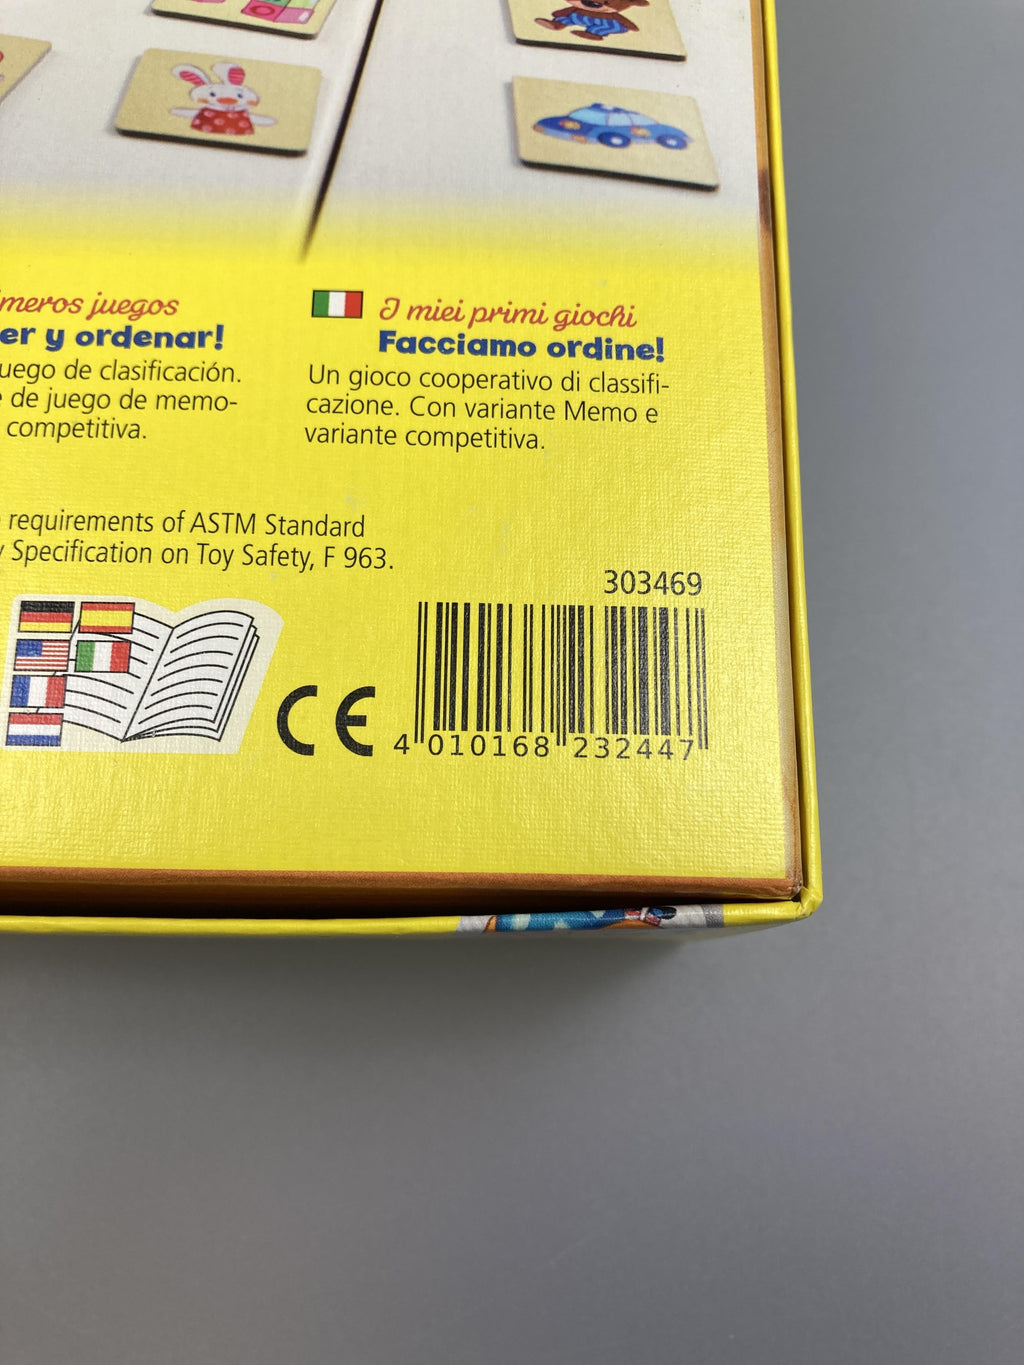 meros juegos
er y ordenar!
uego de clasificación.
de juego de memo-
competitiva.
I miei primi giochi
Facciamo ordine!
Un gioco cooperativo di classifi-
cazione. Con variante Memo e
variante competitiva.
requirements of ASTM Standard
Specification on Toy Safety, F 963.
303469
CE
4 010168 232447